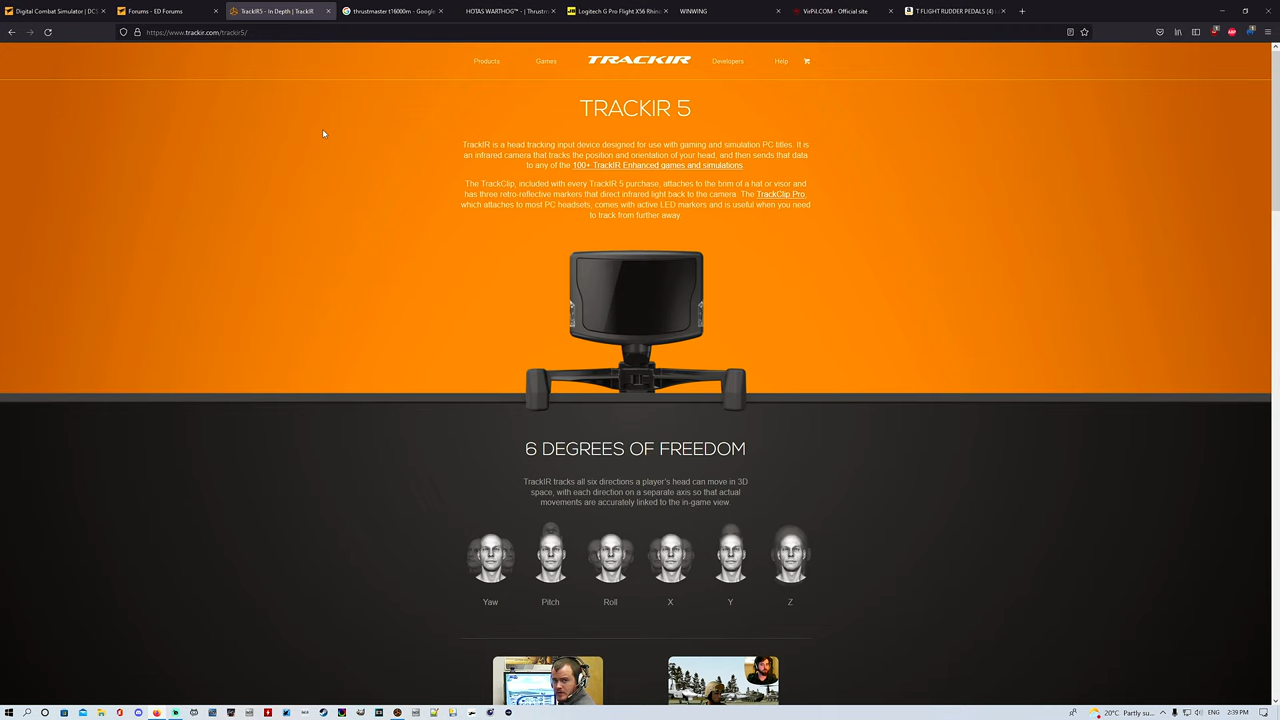 Digital Combat Simulator | DCS
Forums - ED Forums
TrackIR5 - In Depth | TrackIR
thrustmaster t16000m - Google
HOTAS WARTHOG™ - | Thrustm
Logitech G Pro Flight X56 Rhin
WINWING
VirPil.COM - Official site
T FLIGHT RUDDER PEDALS (4)
https://www.trackir.com/trackir5/
Products
Games
TRACKIR
Developers
Help
TRACKIR 5
TrackIR is a head tracking input device designed for use with gaming and simulation PC titles. It is
an infrared camera that tracks the position and orientation of your head, and then sends that data
to any of the 100+ TrackIR Enhanced games and simulations.
The TrackClip, included with every TrackIR 5 purchase, attaches to the brim of a hat or visor and
has three retro-reflective markers that direct infrared light back to the camera. The TrackClip Pro,
which attaches to most PC headsets, comes with active LED markers and is useful when you need
to track from further away.
6 DEGREES OF FREEDOM
TrackIR tracks all six directions a player's head can move in 3D
space, with each direction on a separate axis so that actual
movements are accurately linked to the in-game view.
Yaw
Pitch
Roll
X
Y
Z
20°C
Partly su...
ENG
2:39 PM